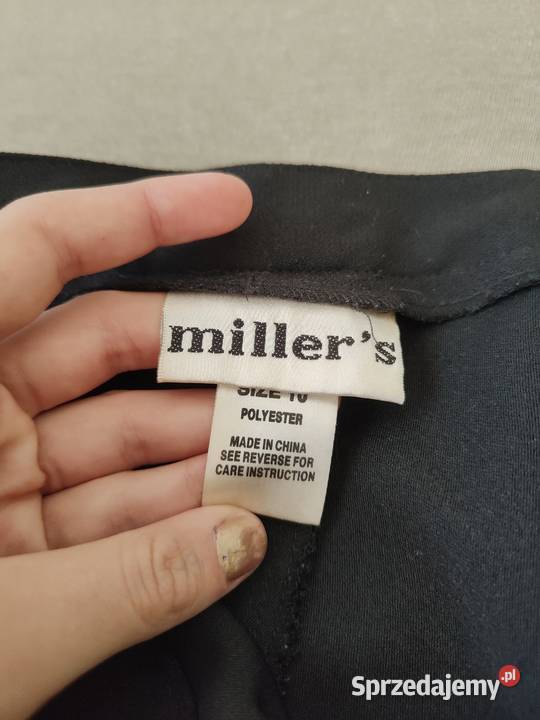 miller's
SIZE 10
POLYESTER
MADE IN CHINA
SEE REVERSE FOR
CARE INSTRUCTION
Sprzedajemy.pl